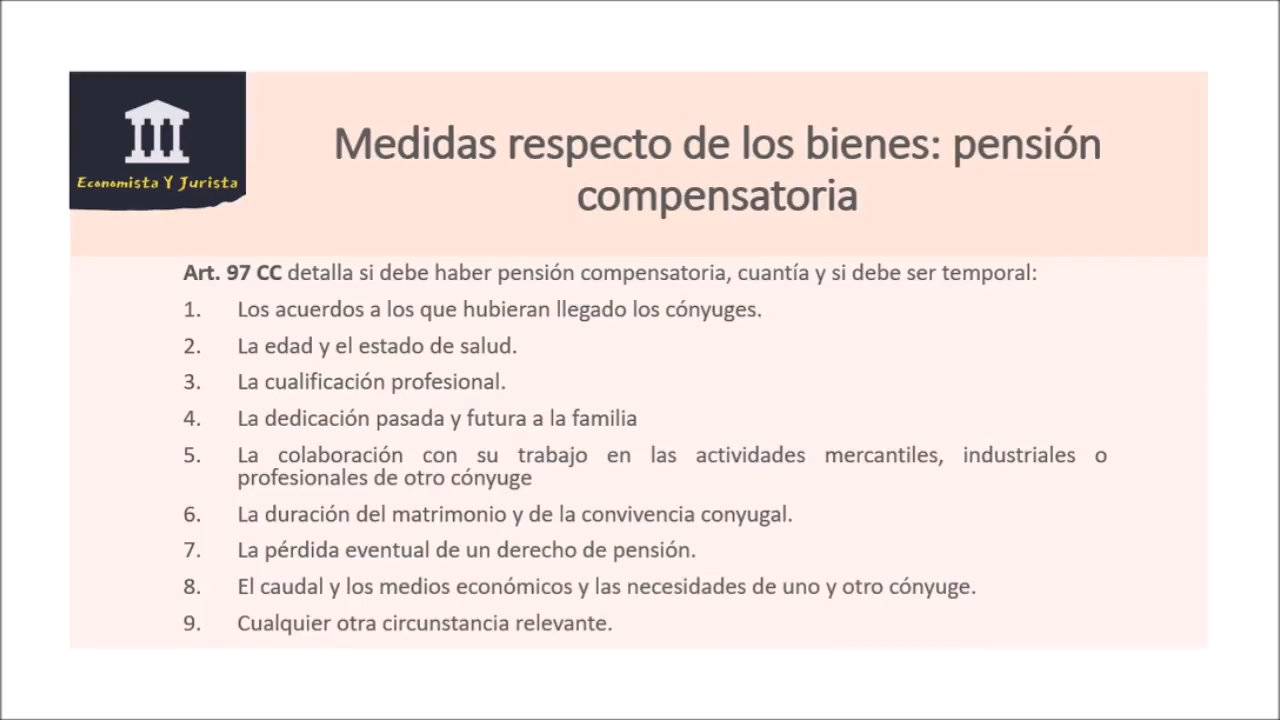 Economista Y Jurista
Medidas respecto de los bienes: pensión
compensatoria
Art. 97 CC detalla si debe haber pensión compensatoria, cuantía y si debe ser temporal:
1. Los acuerdos a los que hubieran llegado los cónyuges.
2. La edad y el estado de salud.
3. La cualificación profesional.
4. La dedicación pasada y futura a la familia
5. La colaboración con su trabajo en las actividades mercantiles, industriales o
profesionales de otro cónyuge
6. La duración del matrimonio y de la convivencia conyugal.
7. La pérdida eventual de un derecho de pensión.
8. El caudal y los medios económicos y las necesidades de uno y otro cónyuge.
9. Cualquier otra circunstancia relevante.